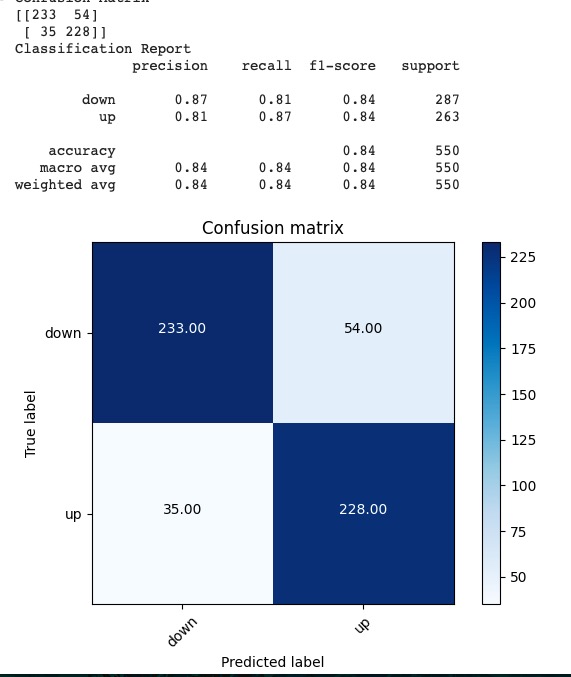 Confusion Matrix
[[233  54]
 [ 35 228]]
Classification Report
              precision    recall  f1-score   support

        down       0.87      0.81      0.84       287
          up       0.81      0.87      0.84       263

    accuracy                           0.84       550
   macro avg       0.84      0.84      0.84       550
weighted avg       0.84      0.84      0.84       550
Confusion matrix
True label
down
up
233.00 54.00
35.00 228.00
down up
Predicted label
225
200
175
150
125
100
75
50